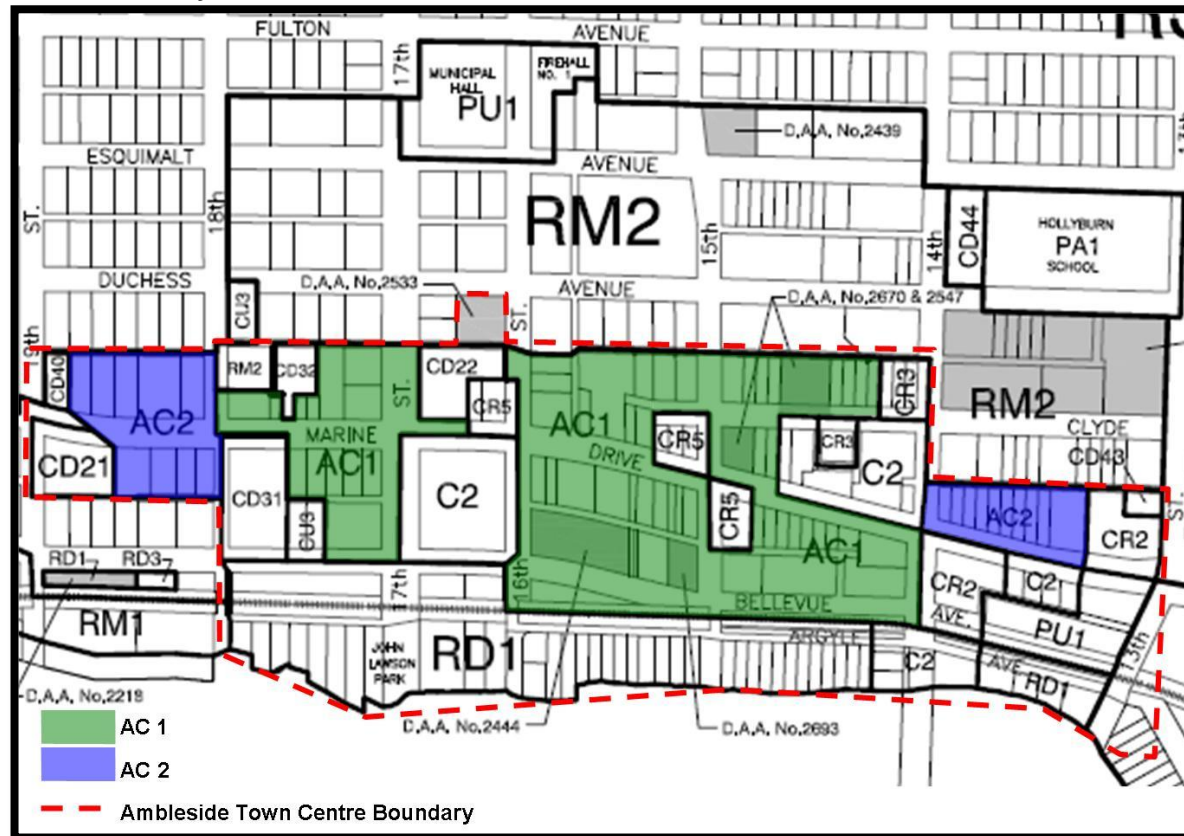 FULTON
AVENUE
17th
MUNICIPAL
HALL
PU1
FIREHALL
NO. 1
D.A.A. No.2439
ESQUIMALT
AVENUE
ST.
18th
RM2
15th
14th
CD44
HOLLYBURN
PA1
SCHOOL
13th
DUCHESS
D.A.A. No.2533
AVENUE
D.A.A. No.2670 & 2547
CU3
ST.
19th
CD40
RM2
CD32
CD22
CR3
RM2
AC2
ST.
CR5
AC1
CR5
CR3
CLYDE
MARINE
DRIVE
CD43
CD21
AC1
C2
C2
CD31
CU3
CR5
AC2
ST.
CR2
AC1
RD1
RD3
17th
16th
BELLEVUE
CR2
C2
AVE.
PU1
RM1
JOHN
LAWSON
PARK
RD1
ARGYLE
C2
AVE
RD1
13th
D.A.A. No.2218
D.A.A. No.2444
D.A.A. No.2693
AC 1
AC 2
Ambleside Town Centre Boundary